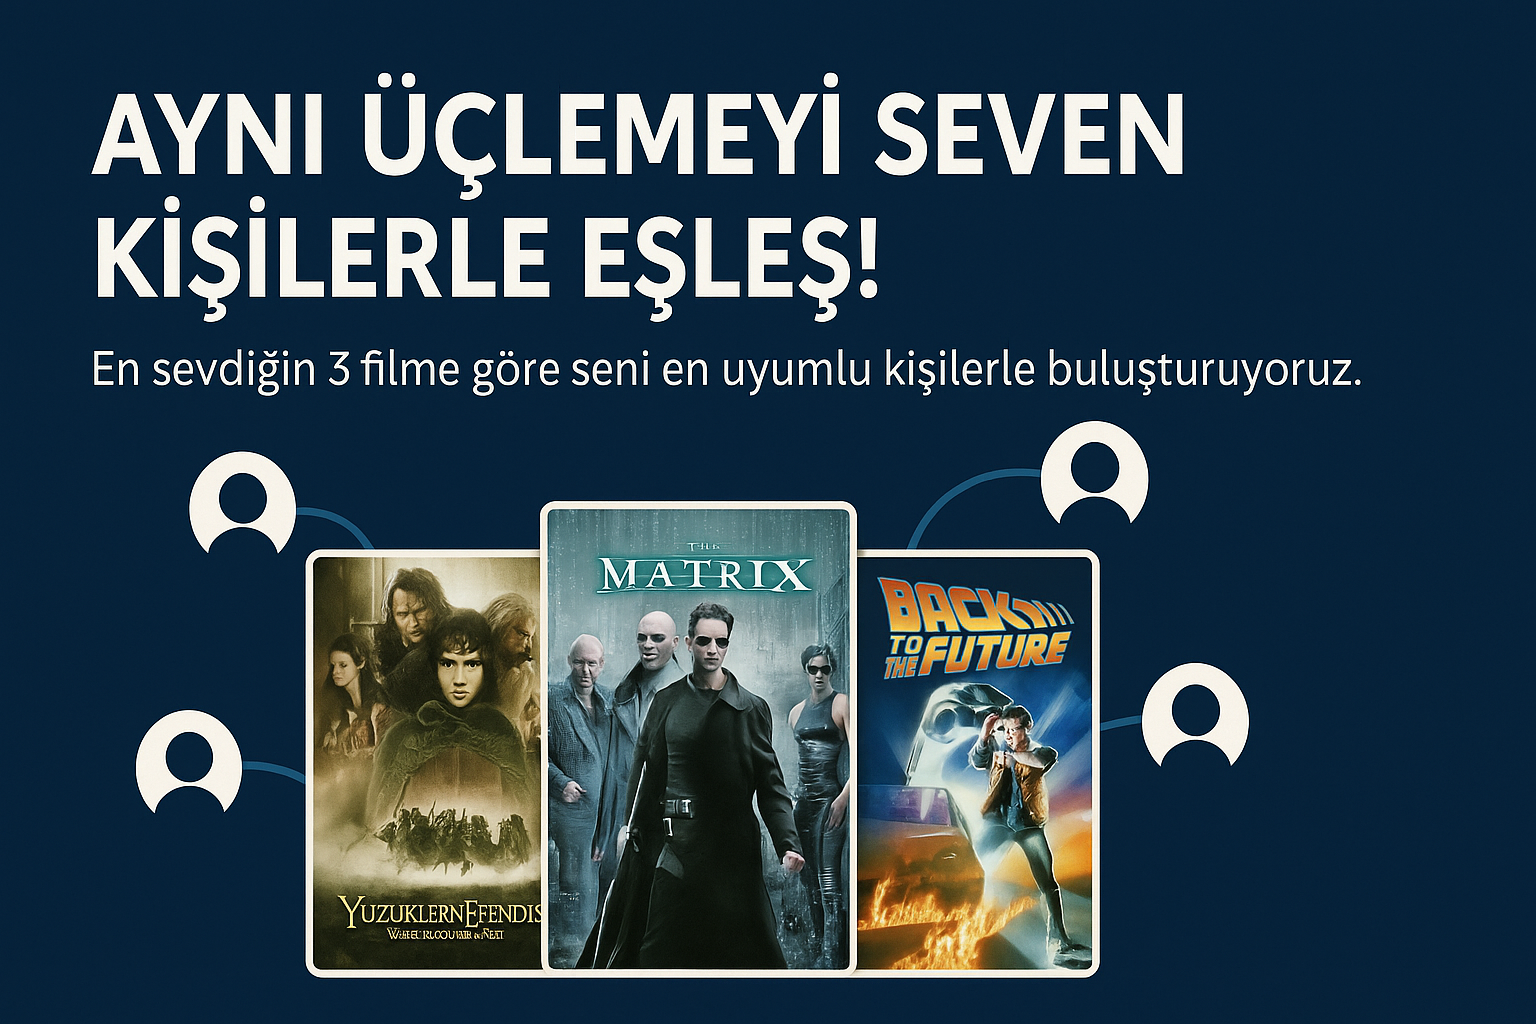 AYNI ÜÇLEMEYİ SEVEN
KİŞİLERLE EŞLEŞ!
En sevdiğin 3 filme göre seni en uyumlu kişilerle buluşturuyoruz.
THE
MATRIX
BACK
TO
THE FUTURE
YUZUKLERNEFENDIS